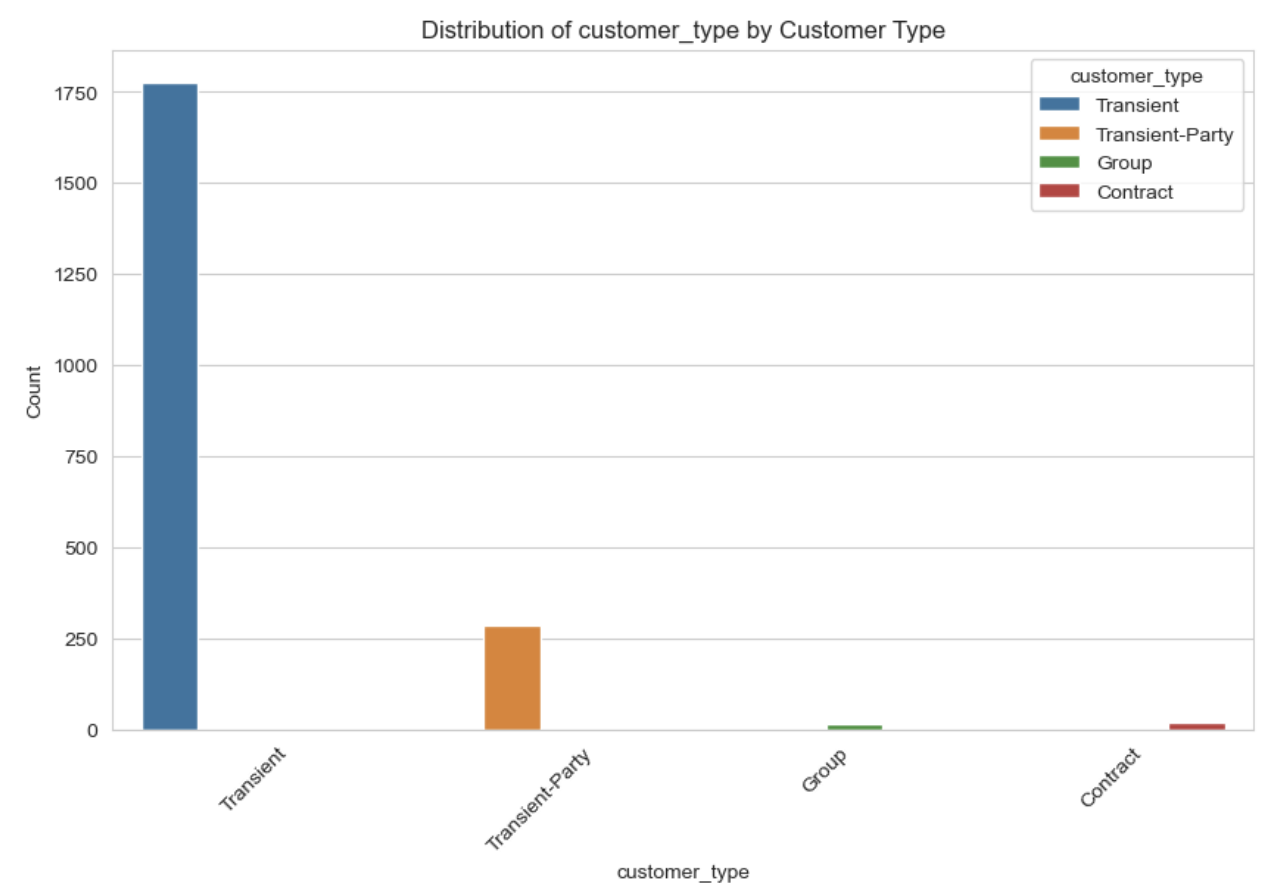 Distribution of customer_type by Customer Type
customer_type
Transient
Transient-Party
Group
Contract
Count
1750
1500
1250
1000
750
500
250
0
Transient
Transient-Party
Group
Contract
customer_type